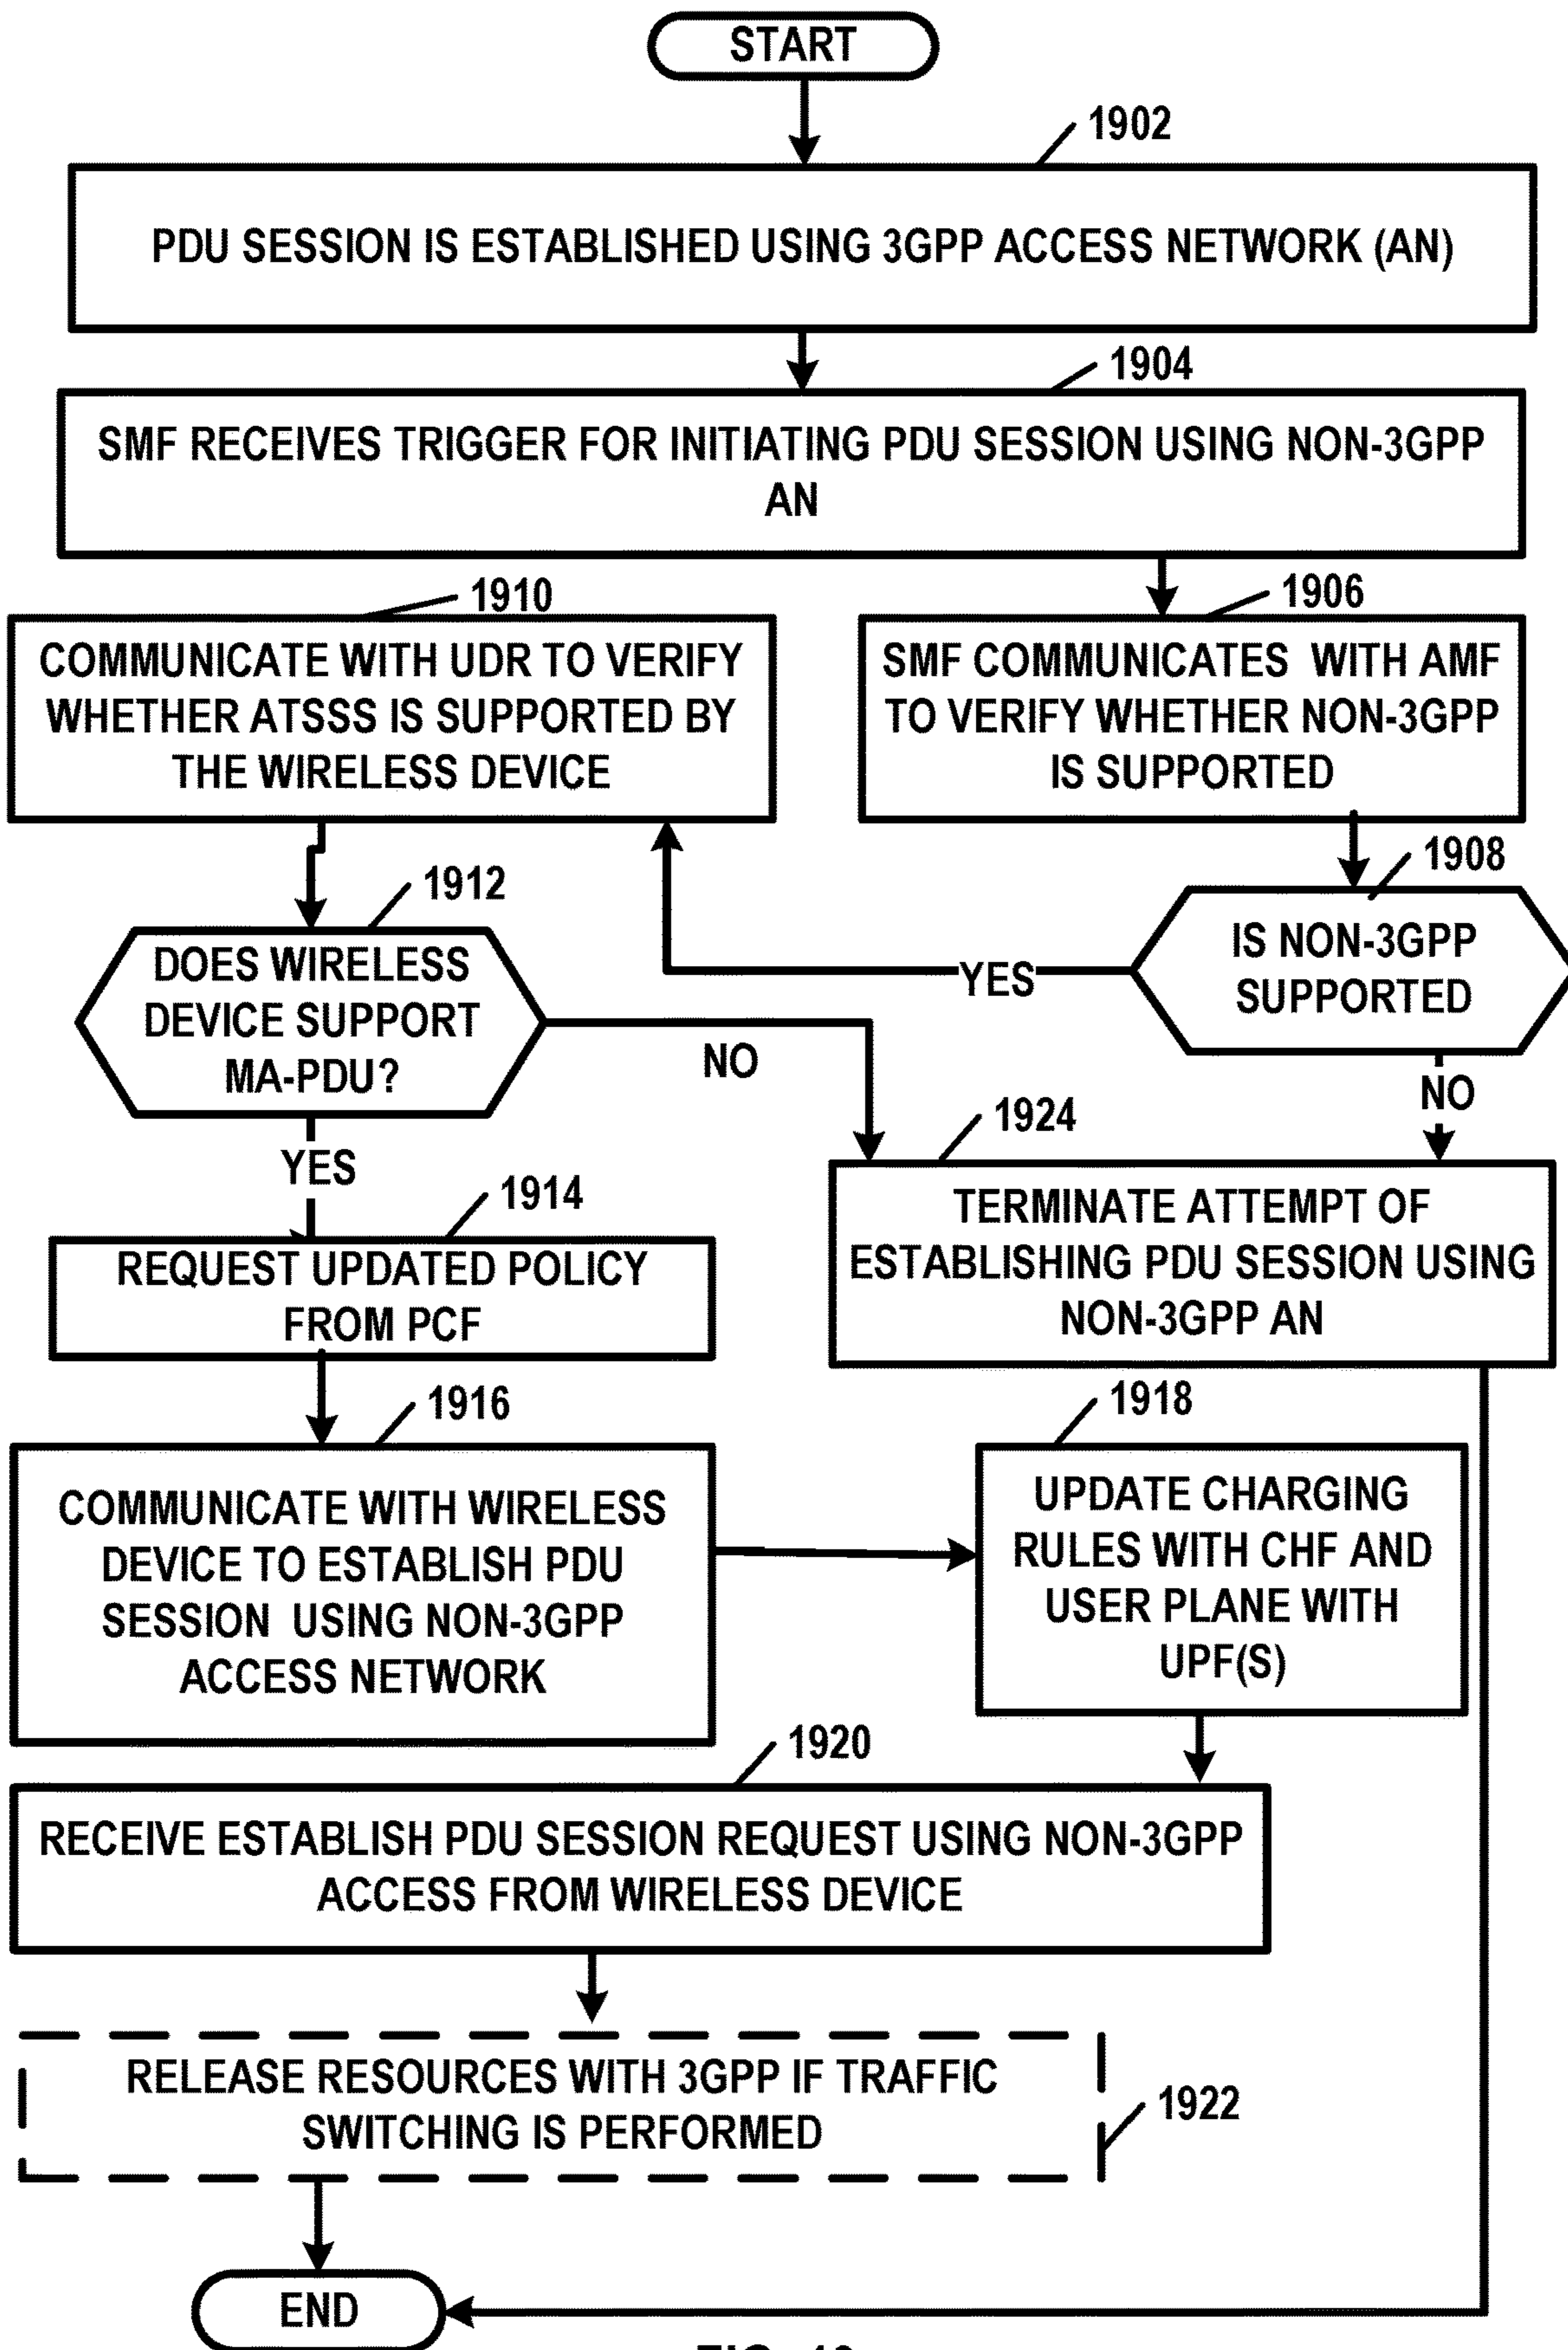 START
1902
PDU SESSION IS ESTABLISHED USING 3GPP ACCESS NETWORK (AN)
1904
SMF RECEIVES TRIGGER FOR INITIATING PDU SESSION USING NON-3GPP
AN
1910
COMMUNICATE WITH UDR TO VERIFY
WHETHER ATSSS IS SUPPORTED BY
THE WIRELESS DEVICE
1906
SMF COMMUNICATES WITH AMF
TO VERIFY WHETHER NON-3GPP
IS SUPPORTED
1908
IS NON-3GPP
SUPPORTED
YES
NO
1912
DOES WIRELESS
DEVICE SUPPORT
MA-PDU?
NO
YES
1924
TERMINATE ATTEMPT OF
ESTABLISHING PDU SESSION USING
NON-3GPP AN
1914
REQUEST UPDATED POLICY
FROM PCF
1916
COMMUNICATE WITH WIRELESS
DEVICE TO ESTABLISH PDU
SESSION USING NON-3GPP
ACCESS NETWORK
1918
UPDATE CHARGING
RULES WITH CHF AND
USER PLANE WITH
UPF(S)
1920
RECEIVE ESTABLISH PDU SESSION REQUEST USING NON-3GPP
ACCESS FROM WIRELESS DEVICE
RELEASE RESOURCES WITH 3GPP IF TRAFFIC
SWITCHING IS PERFORMED
1922
END